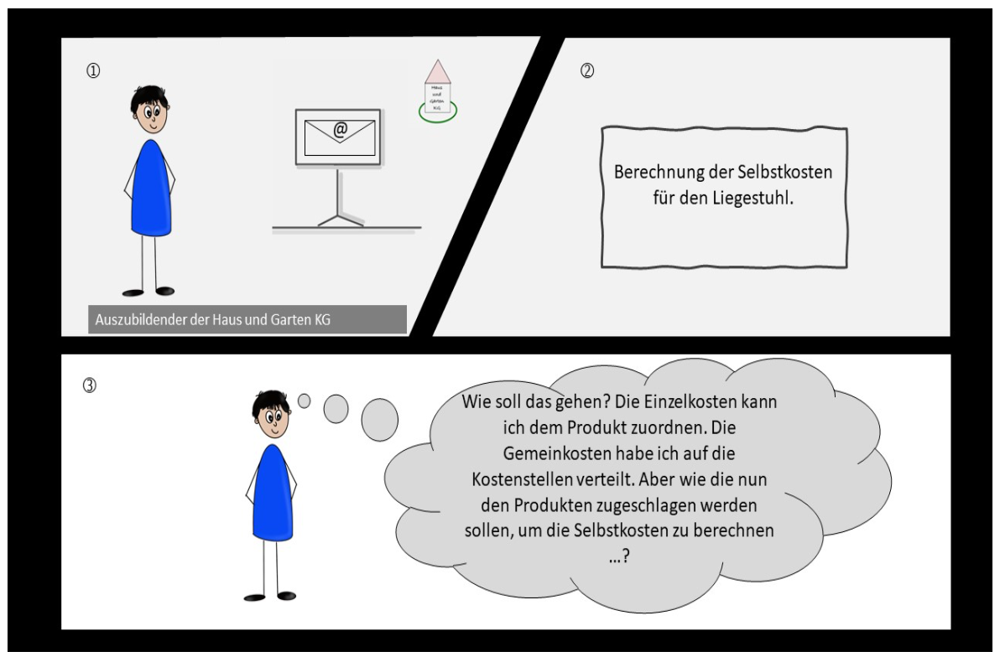 ①
@
Haus
und
Garten
KG
Auszubildender der Haus und Garten KG
②
Berechnung der Selbstkosten
für den Liegestuhl.
③
Wie soll das gehen? Die Einzelkosten kann
ich dem Produkt zuordnen. Die
Gemeinkosten habe ich auf die
Kostenstellen verteilt. Aber wie die nun
den Produkten zugeschlagen werden
sollen, um die Selbstkosten zu berechnen
...?